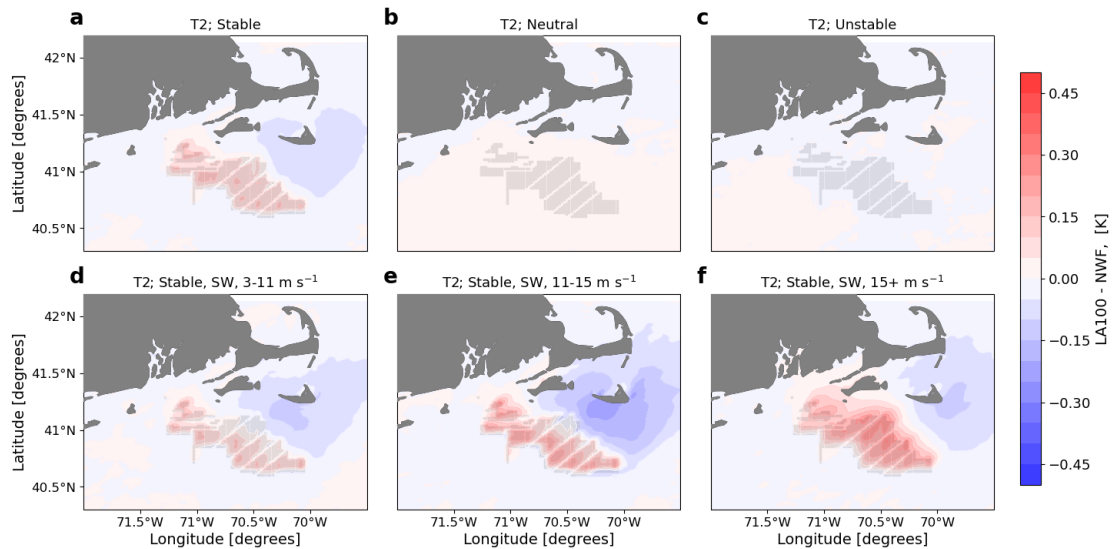 a
T2; Stable
b
T2; Neutral
c
T2; Unstable
Latitude [degrees]
42°N
41.5°N
41°N
40.5°N
d
T2; Stable, SW, 3-11 m s⁻¹
e
T2; Stable, SW, 11-15 m s⁻¹
f
T2; Stable, SW, 15+ m s⁻¹
Latitude [degrees]
42°N
41.5°N
41°N
40.5°N
71.5°W 71°W 70.5°W 70°W
71.5°W 71°W 70.5°W 70°W
71.5°W 71°W 70.5°W 70°W
Longitude [degrees]
Longitude [degrees]
Longitude [degrees]
0.45
0.30
0.15
0.00
−0.15
−0.30
−0.45
LA100 - NWF, [K]